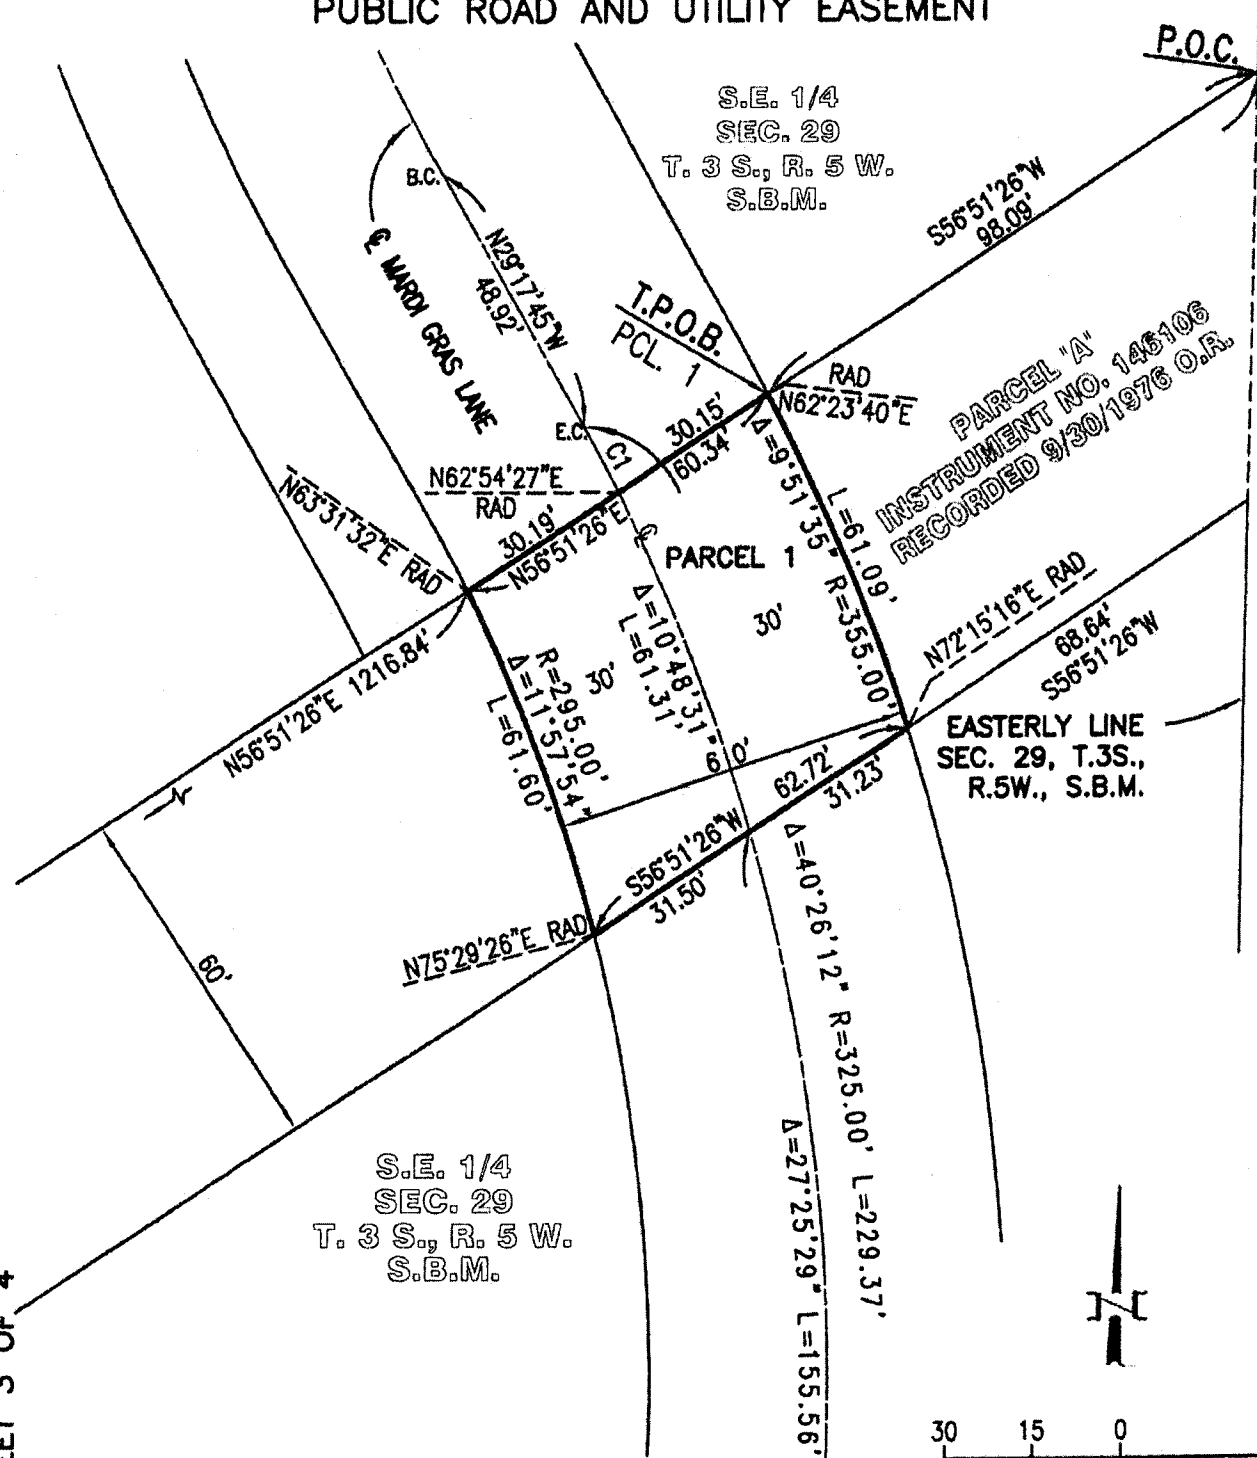 PUBLIC ROAD AND UTILITY EASEMENT
P.O.C.
S.E. 1/4
SEC. 29
T. 3 S., R. 5 W.
S.B.M.
B.C.
S56°51'26"W
98.09'
℄ MARDI GRAS LANE
N29°17'45"W
48.92'
T.P.O.B.
PCL. 1
PARCEL "A"
INSTRUMENT NO. 146106
RECORDED 9/30/1976 O.R.
RAD
N62°23'40"E
E.C.
C1
30.15'
60.34'
N62°54'27"E
RAD
N63°31'32"E RAD
30.19'
N56°51'26"E
℄
PARCEL 1
Δ=9°51'35" R=355.00'
L=61.09'
30'
30'
Δ=10°48'31"
L=61.31'
N72°15'16"E RAD
68.64'
S56°51'26"W
N56°51'26"E 1216.84'
R=295.00'
Δ=11°57'54"
L=61.60'
60'
EASTERLY LINE
SEC. 29, T.3S.,
R.5W., S.B.M.
62.72'
31.23'
S56°51'26"W
31.50'
N75°29'26"E RAD
60'
Δ=40°26'12" R=325.00' L=229.37'
Δ=27°25'29" L=155.56'
S.E. 1/4
SEC. 29
T. 3 S., R. 5 W.
S.B.M.
3 OF 4
30 15 0